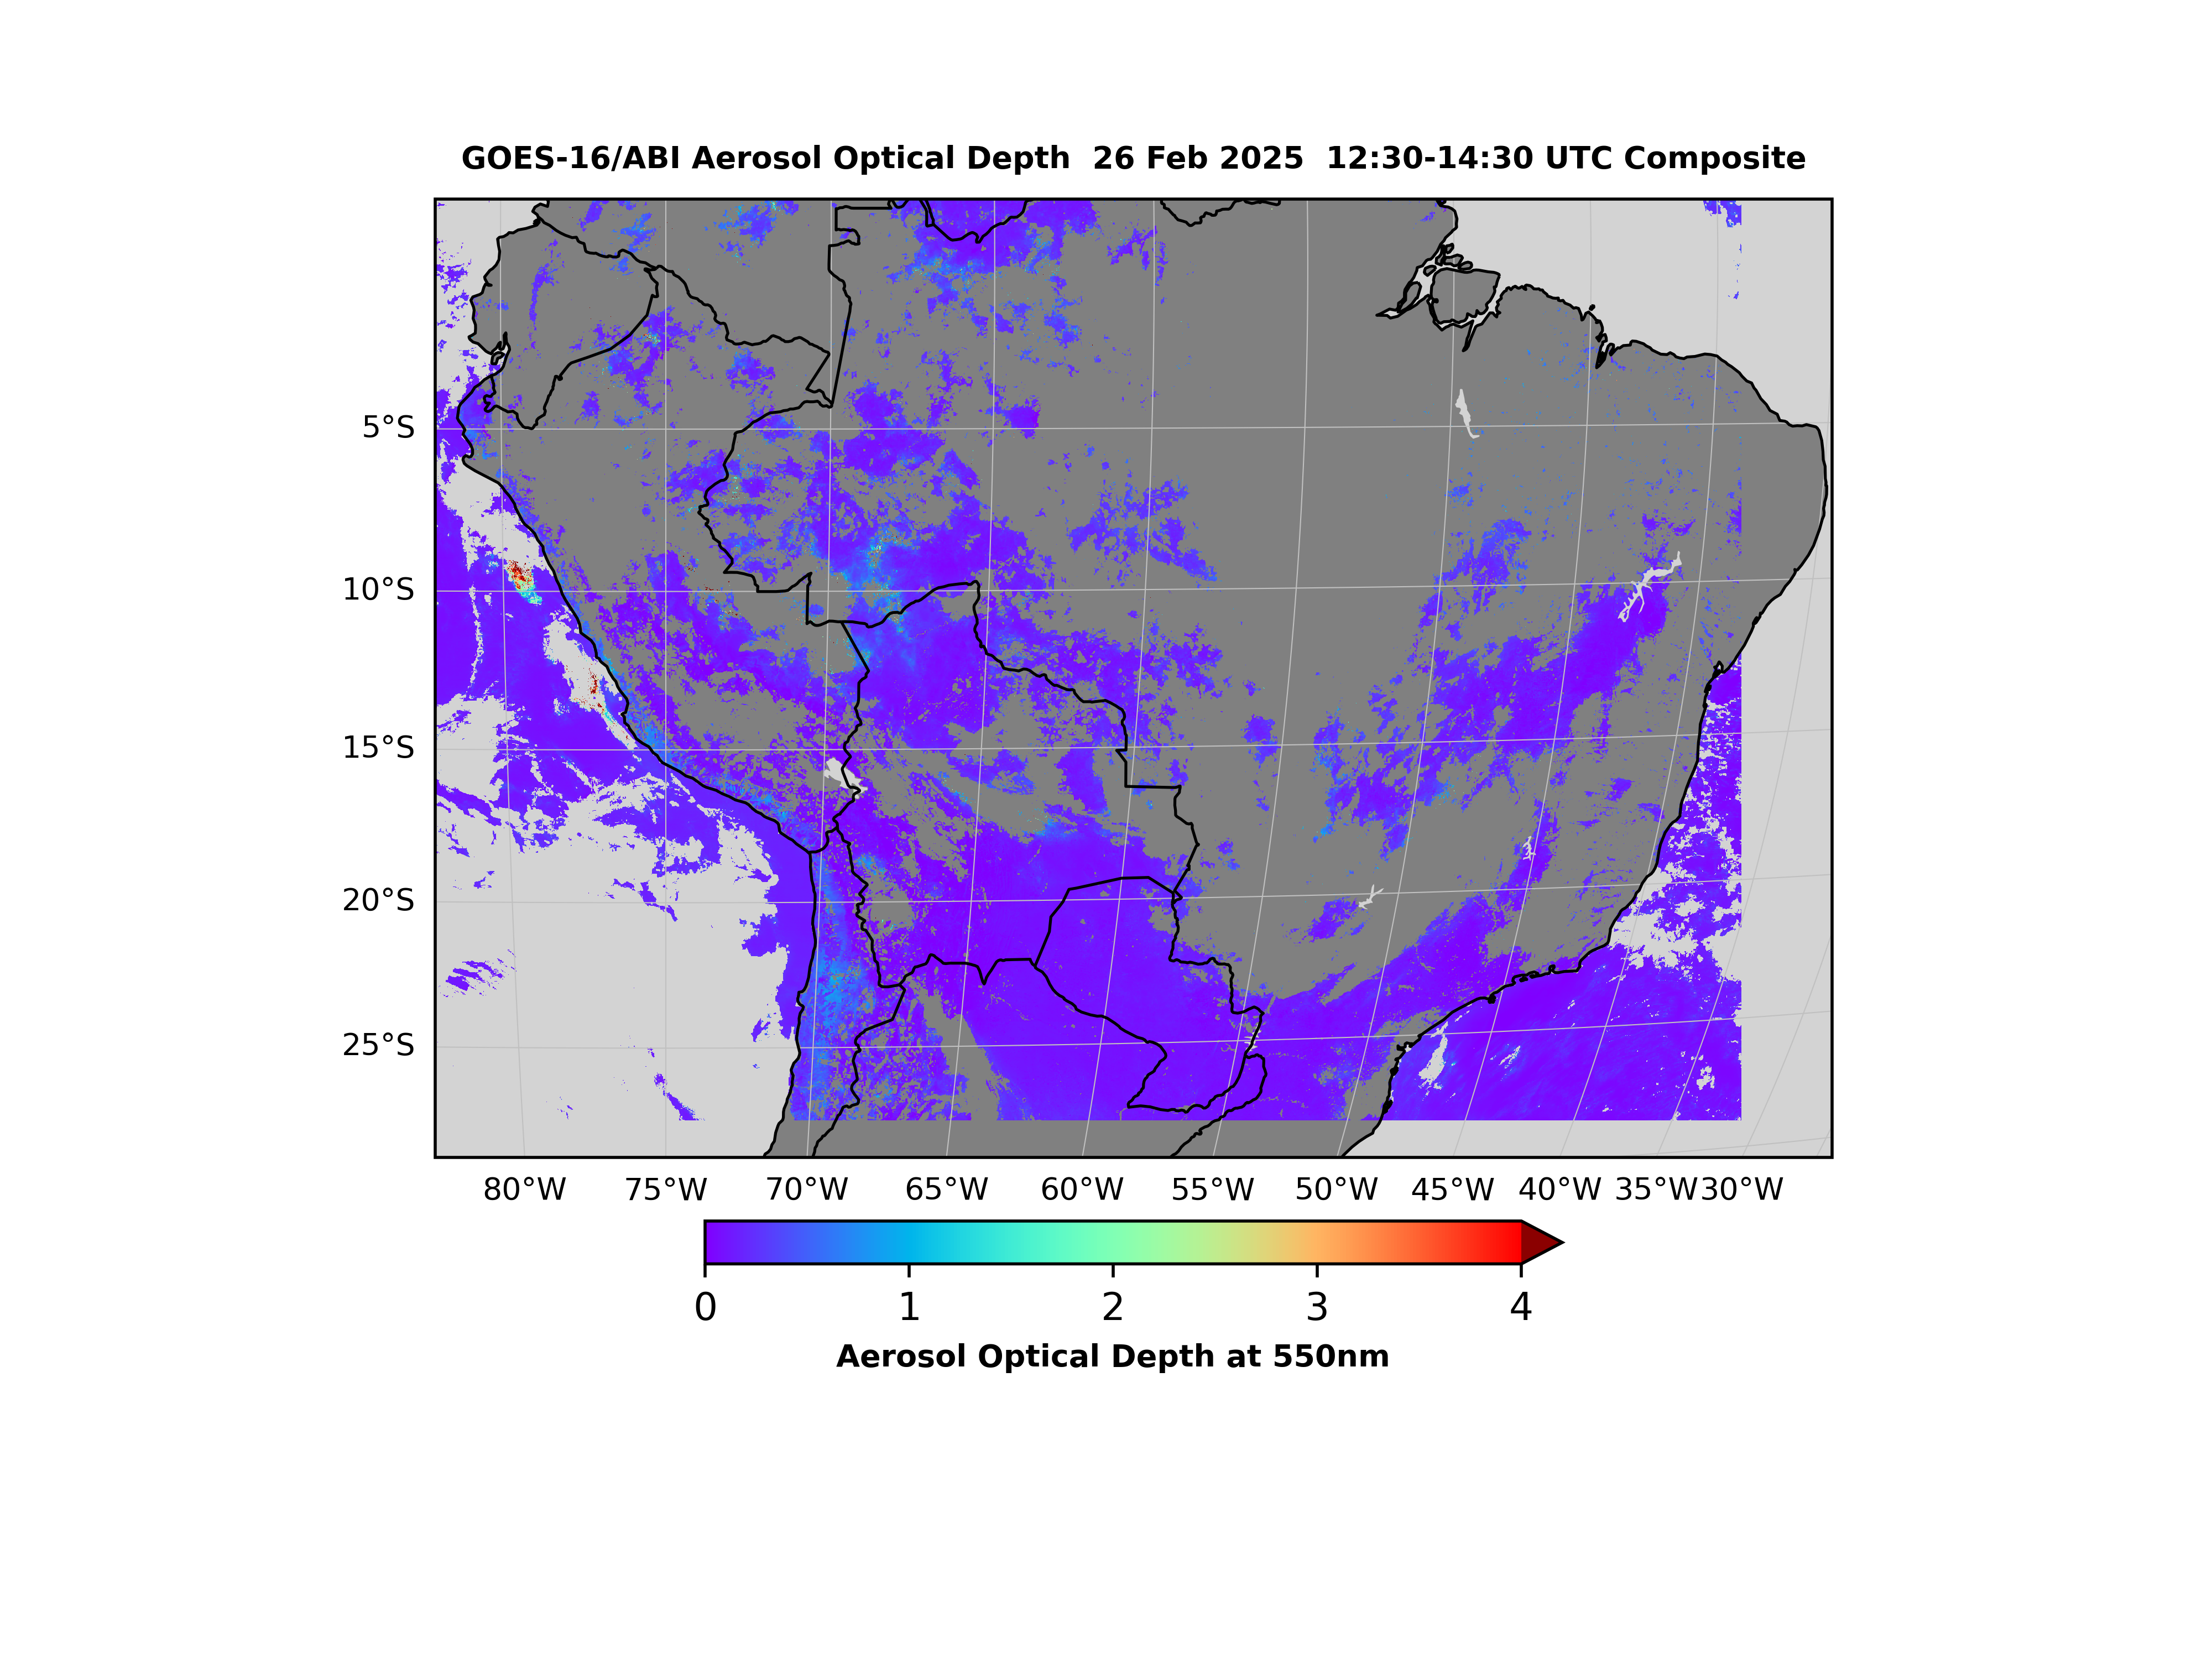 GOES-16/ABI Aerosol Optical Depth  26 Feb 2025  12:30-14:30 UTC Composite
5°S
10°S
15°S
20°S
25°S
80°W 75°W 70°W 65°W 60°W 55°W 50°W 45°W 40°W 35°W 30°W
0 1 2 3 4
Aerosol Optical Depth at 550nm